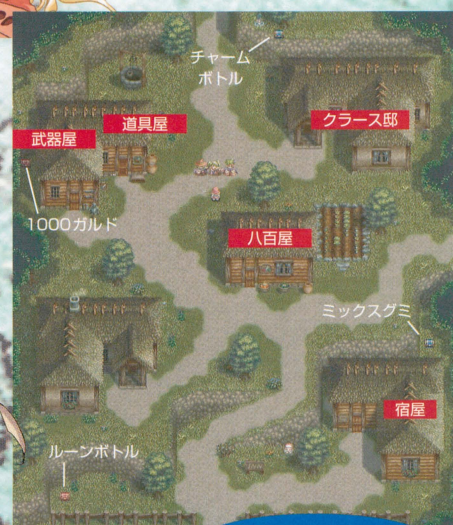 チャーム
ボトル
道具屋
クラース邸
武器屋
1000ガルド
八百屋
ミックスグミ
宿屋
ルーンボトル